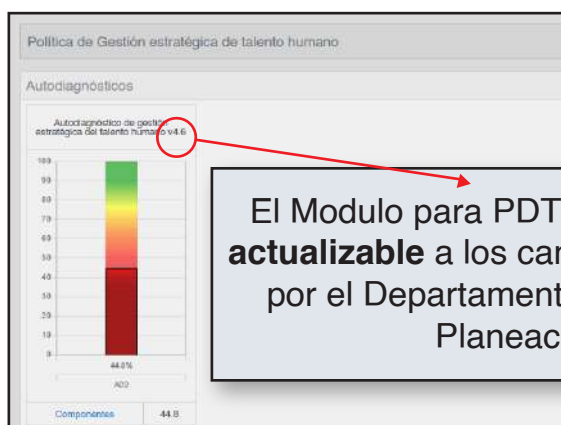 Política de Gestión estratégica de talento humano
Autodiagnósticos
Autodiagnóstico de gestión
estratégica del talento humano v4.6
100
90
80
70
60
50
40
30
20
10
0
44.8%
AD2
Componentes 44.8
El Modulo para PDT
actualizable a los car
por el Departament
Planeac